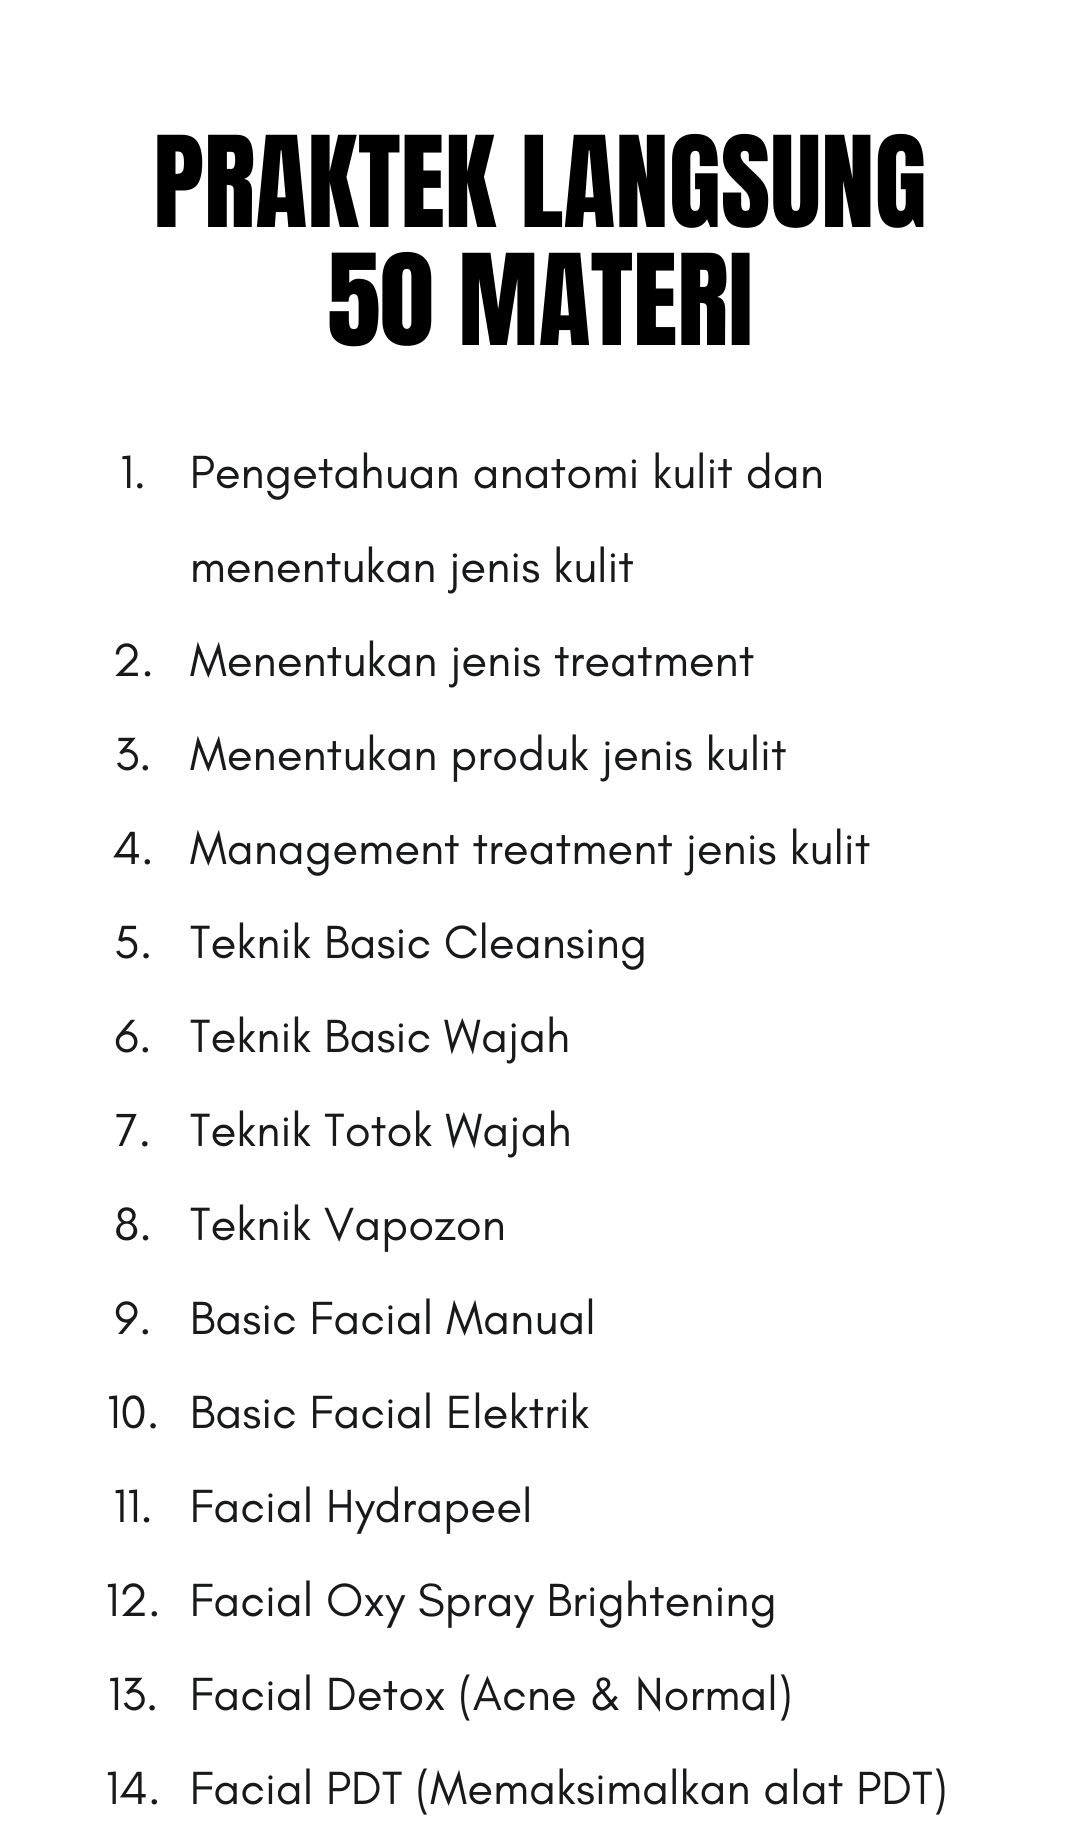 PRAKTEK LANGSUNG
50 MATERI
1. Pengetahuan anatomi kulit dan
menentukan jenis kulit
2. Menentukan jenis treatment
3. Menentukan produk jenis kulit
4. Management treatment jenis kulit
5. Teknik Basic Cleansing
6. Teknik Basic Wajah
7. Teknik Totok Wajah
8. Teknik Vapozon
9. Basic Facial Manual
10. Basic Facial Elektrik
11. Facial Hydrapeel
12. Facial Oxy Spray Brightening
13. Facial Detox (Acne & Normal)
14. Facial PDT (Memaksimalkan alat PDT)